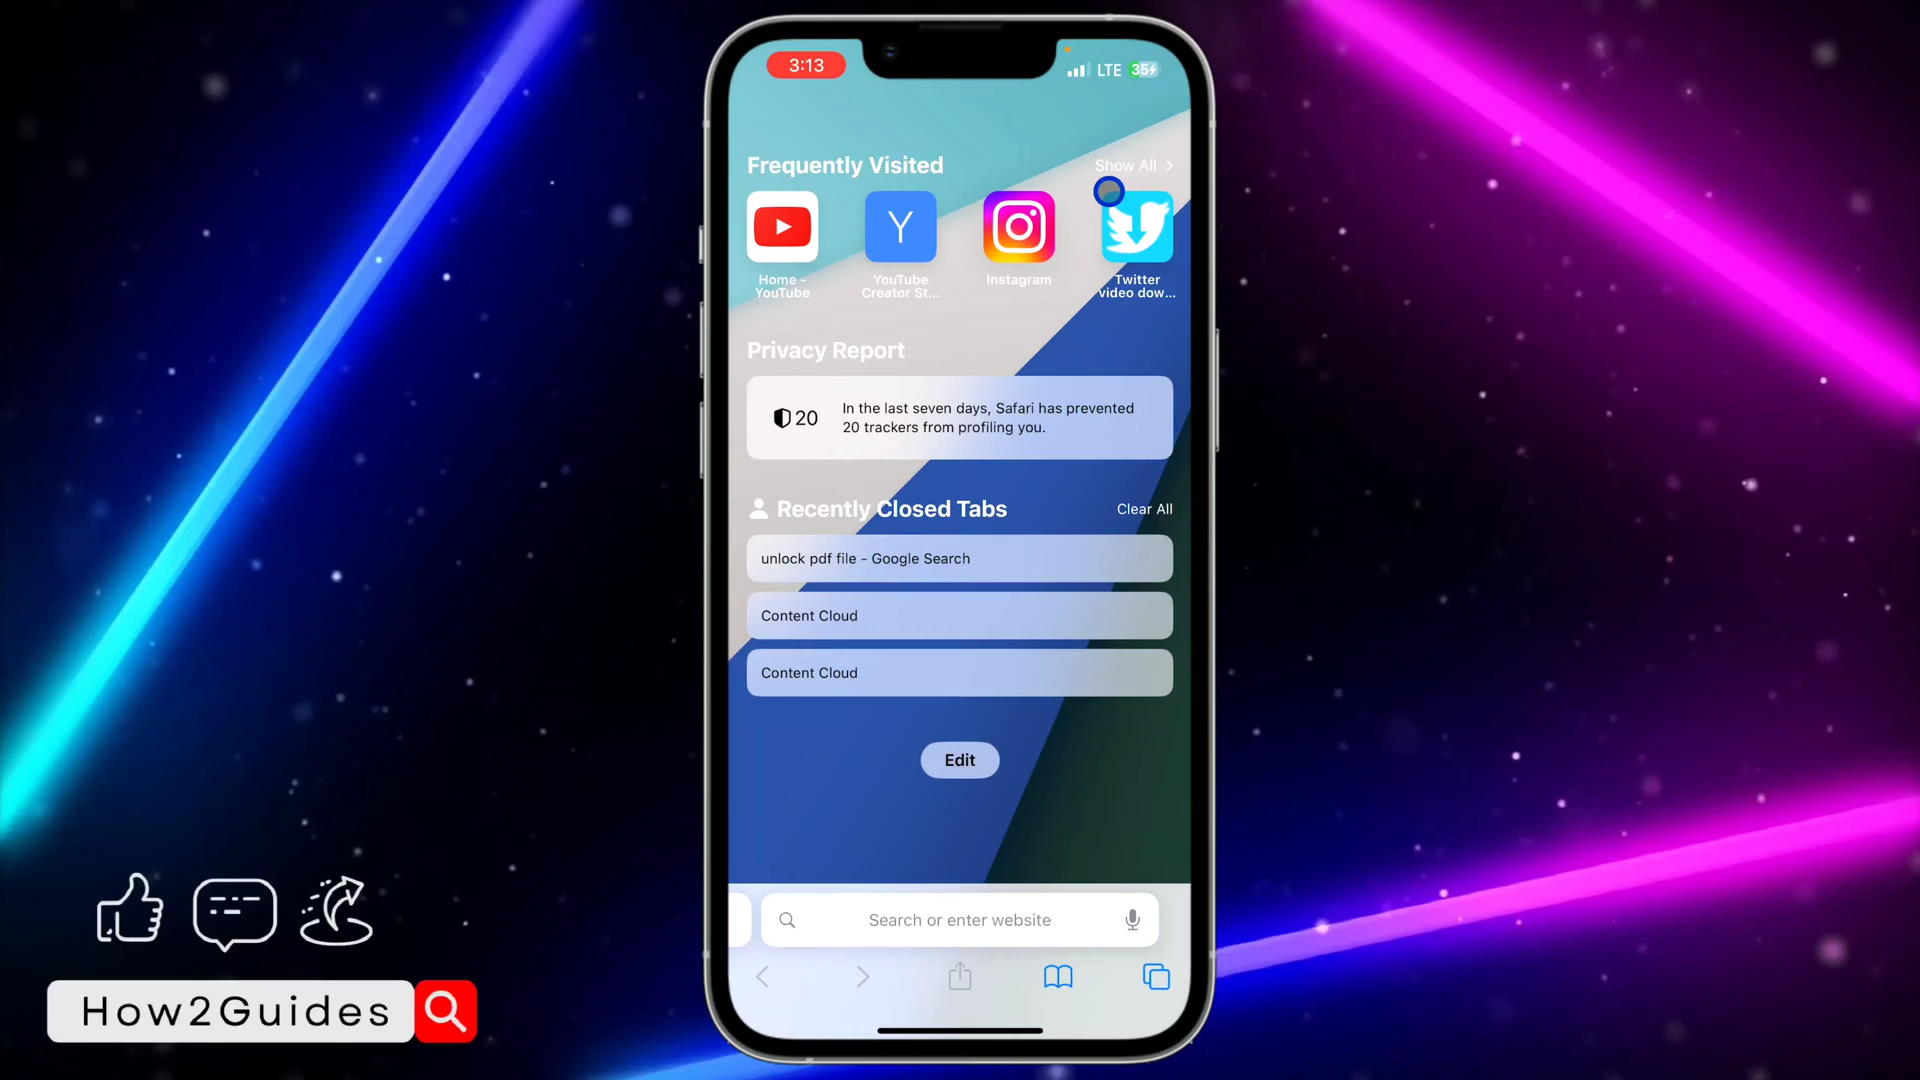 3:13
LTE 35
Frequently Visited
Show All
Y
Home -
YouTube
YouTube
Creator St...
Instagram
Twitter
video dow...
Privacy Report
20
In the last seven days, Safari has prevented
20 trackers from profiling you.
Recently Closed Tabs
Clear All
unlock pdf file - Google Search
Content Cloud
Content Cloud
Edit
Search or enter website
How2Guides